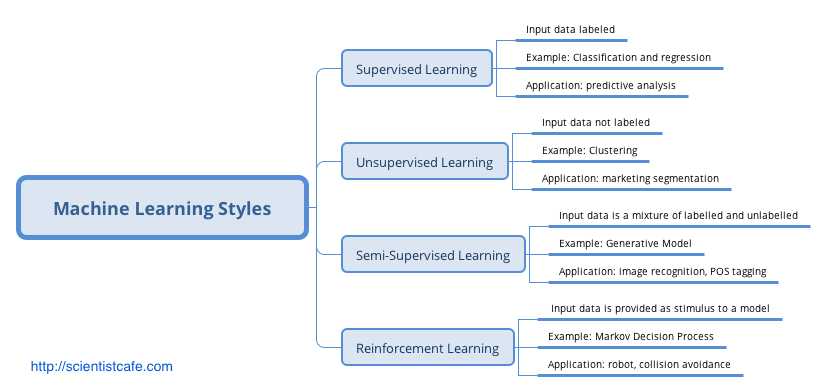 Machine Learning Styles
Supervised Learning
Input data labeled
Example: Classification and regression
Application: predictive analysis
Unsupervised Learning
Input data not labeled
Example: Clustering
Application: marketing segmentation
Semi-Supervised Learning
Input data is a mixture of labelled and unlabelled
Example: Generative Model
Application: image recognition, POS tagging
Reinforcement Learning
Input data is provided as stimulus to a model
Example: Markov Decision Process
Application: robot, collision avoidance
http://scientistcafe.com